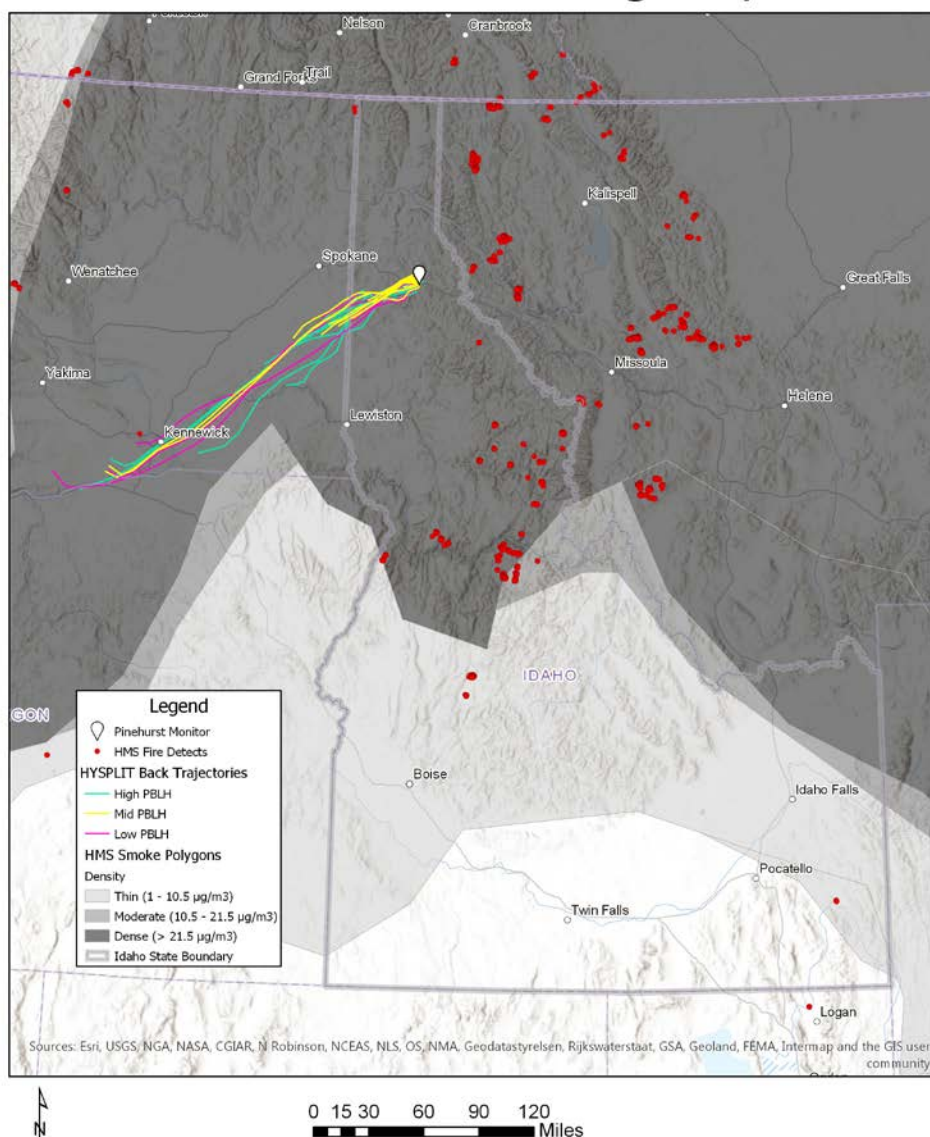 Nelson
Cranbrook
Grand Forks
Trail
Kalispell
Spokane
Wenatchee
Great Falls
Missoula
Yakima
Helena
Lewiston
Kennewick
IDAHO
Legend
Pinehurst Monitor
HMS Fire Detects
HYSPLIT Back Trajectories
High PBLH
Mid PBLH
Low PBLH
HMS Smoke Polygons
Density
Thin (1 - 10.5 µg/m3)
Moderate (10.5 - 21.5 µg/m3)
Dense (> 21.5 µg/m3)
Idaho State Boundary
GON
Boise
Idaho Falls
Pocatello
Twin Falls
Logan
Sources: Esri, USGS, NGA, NASA, CGIAR, N Robinson, NCEAS, NLS, OS, NMA, Geodatastyrelsen, Rijkswaterstaat, GSA, Geoland, FEMA, Intermap and the GIS user
community
N
0 15 30 60 90 120
Miles